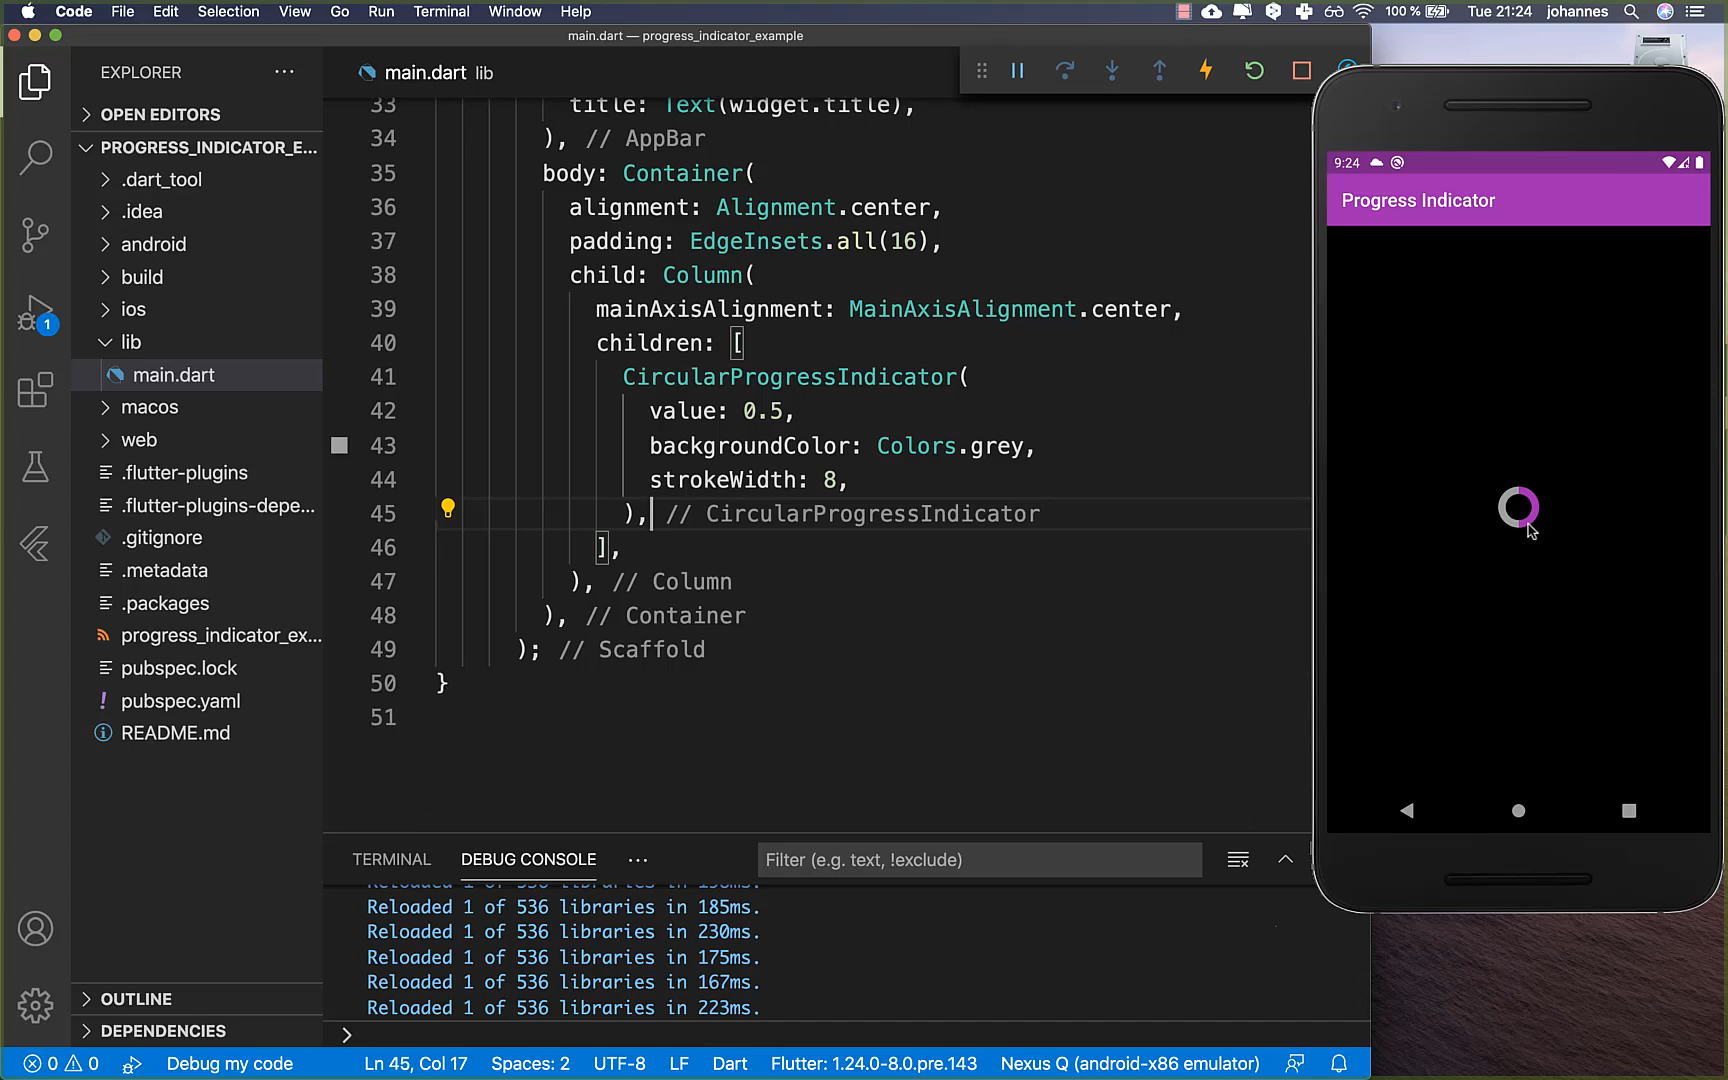 Code File Edit Selection View Go Run Terminal Window Help 100 % Tue 21:24 johannes
main.dart — progress_indicator_example
EXPLORER
OPEN EDITORS
PROGRESS_INDICATOR_E...
.dart_tool
.idea
android
build
ios
lib
main.dart
macos
web
.flutter-plugins
.flutter-plugins-depe...
.gitignore
.metadata
.packages
progress_indicator_ex...
pubspec.lock
! pubspec.yaml
README.md
OUTLINE
DEPENDENCIES
1
main.dart lib
33 title: Text(widget.title),
34 ), // AppBar
35 body: Container(
36 alignment: Alignment.center,
37 padding: EdgeInsets.all(16),
38 child: Column(
39 mainAxisAlignment: MainAxisAlignment.center,
40 children: [
41 CircularProgressIndicator(
42 value: 0.5,
43 backgroundColor: Colors.grey,
44 strokeWidth: 8,
45 ), // CircularProgressIndicator
46 ],
47 ), // Column
48 ), // Container
49 ); // Scaffold
50 }
51
TERMINAL DEBUG CONSOLE ... Filter (e.g. text, !exclude)
Reloaded 1 of 536 libraries in 185ms.
Reloaded 1 of 536 libraries in 230ms.
Reloaded 1 of 536 libraries in 175ms.
Reloaded 1 of 536 libraries in 167ms.
Reloaded 1 of 536 libraries in 223ms.
9:24
Progress Indicator
0 0 Debug my code Ln 45, Col 17 Spaces: 2 UTF-8 LF Dart Flutter: 1.24.0-8.0.pre.143 Nexus Q (android-x86 emulator)